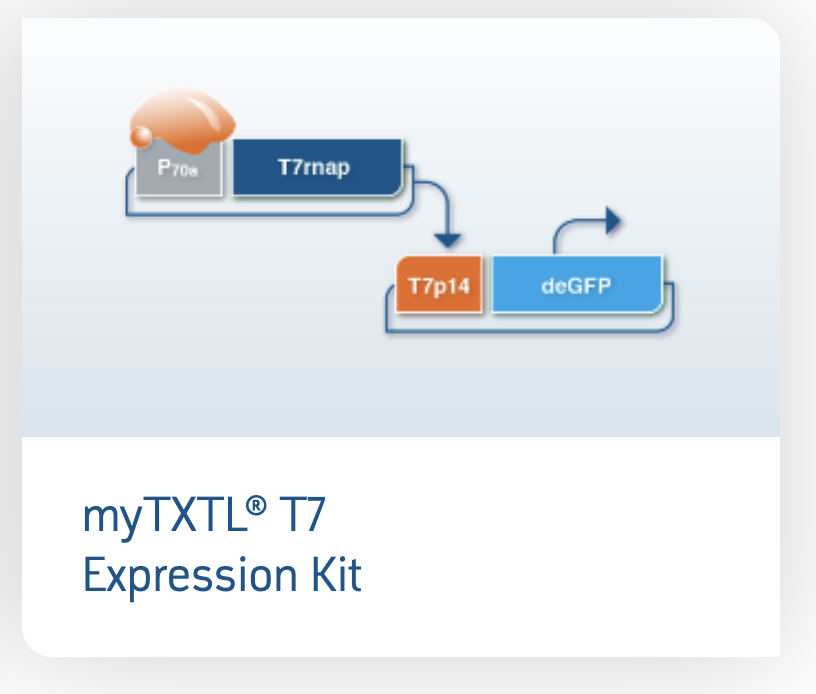 P70a
T7rnap
T7p14
deGFP
myTXTL® T7
Expression Kit